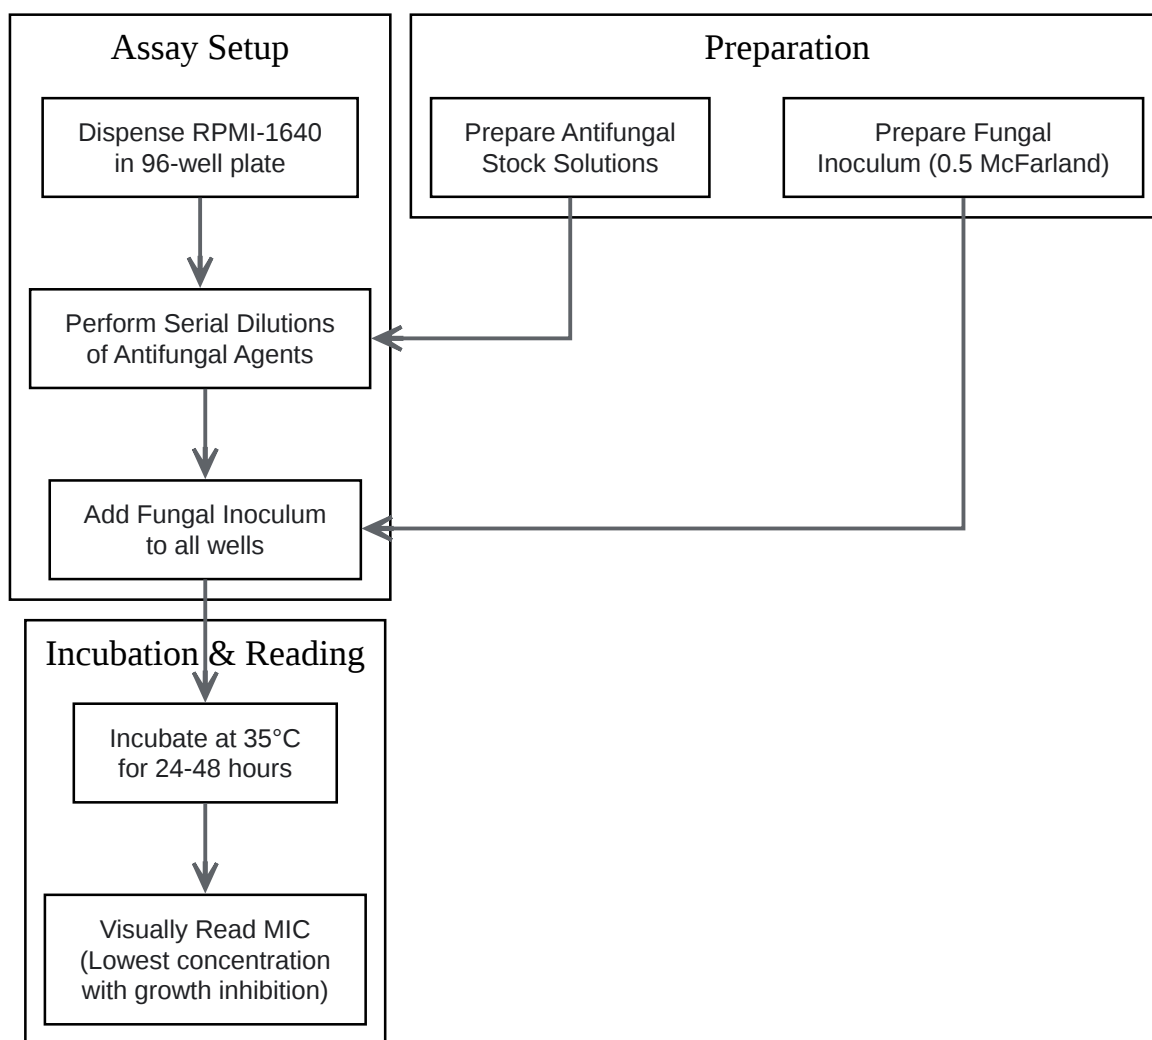 Assay Setup
Dispense RPMI-1640
in 96-well plate
Perform Serial Dilutions
of Antifungal Agents
Add Fungal Inoculum
to all wells
Preparation
Prepare Antifungal
Stock Solutions
Prepare Fungal
Inoculum (0.5 McFarland)
Incubation & Reading
Incubate at 35°C
for 24-48 hours
Visually Read MIC
(Lowest concentration
with growth inhibition)